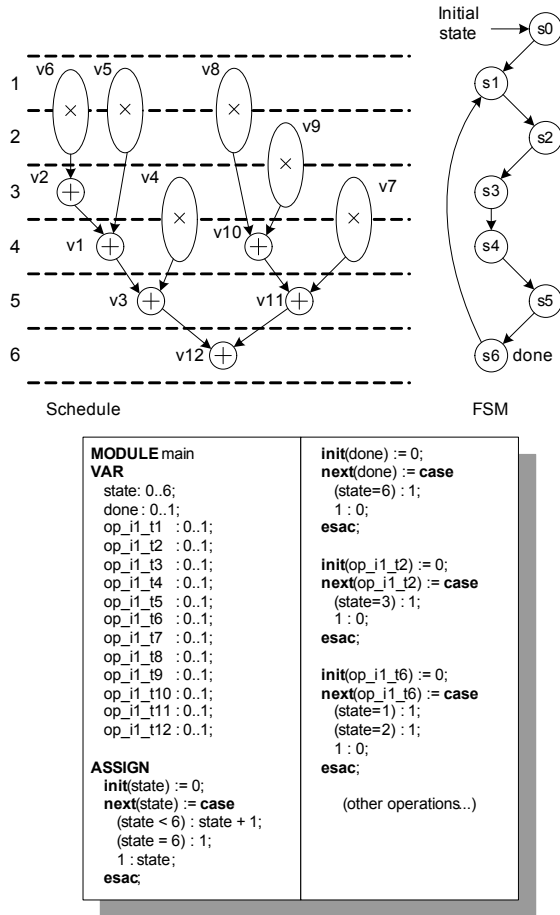 Initial
state
s0
v6
v5
v8
1
×
×
×
s1
v9
2
s2
×
v2
v4
v7
3
+
×
×
s3
v1
v10
4
+
+
s4
5
v3
+
v11
+
s5
6
v12
+
s6
done
Schedule
FSM
MODULE main
VAR
state: 0..6;
done : 0..1;
op_i1_t1 : 0..1;
op_i1_t2 : 0..1;
op_i1_t3 : 0..1;
op_i1_t4 : 0..1;
op_i1_t5 : 0..1;
op_i1_t6 : 0..1;
op_i1_t7 : 0..1;
op_i1_t8 : 0..1;
op_i1_t9 : 0..1;
op_i1_t10 : 0..1;
op_i1_t11 : 0..1;
op_i1_t12 : 0..1;
ASSIGN
init(state) := 0;
next(state) := case
(state < 6) : state + 1;
(state = 6) : 1;
1 : state;
esac;
init(done) := 0;
next(done) := case
(state=6) : 1;
1 : 0;
esac;
init(op_i1_t2) := 0;
next(op_i1_t2) := case
(state=3) : 1;
1 : 0;
esac;
init(op_i1_t6) := 0;
next(op_i1_t6) := case
(state=1) : 1;
(state=2) : 1;
1 : 0;
esac;
(other operations...)